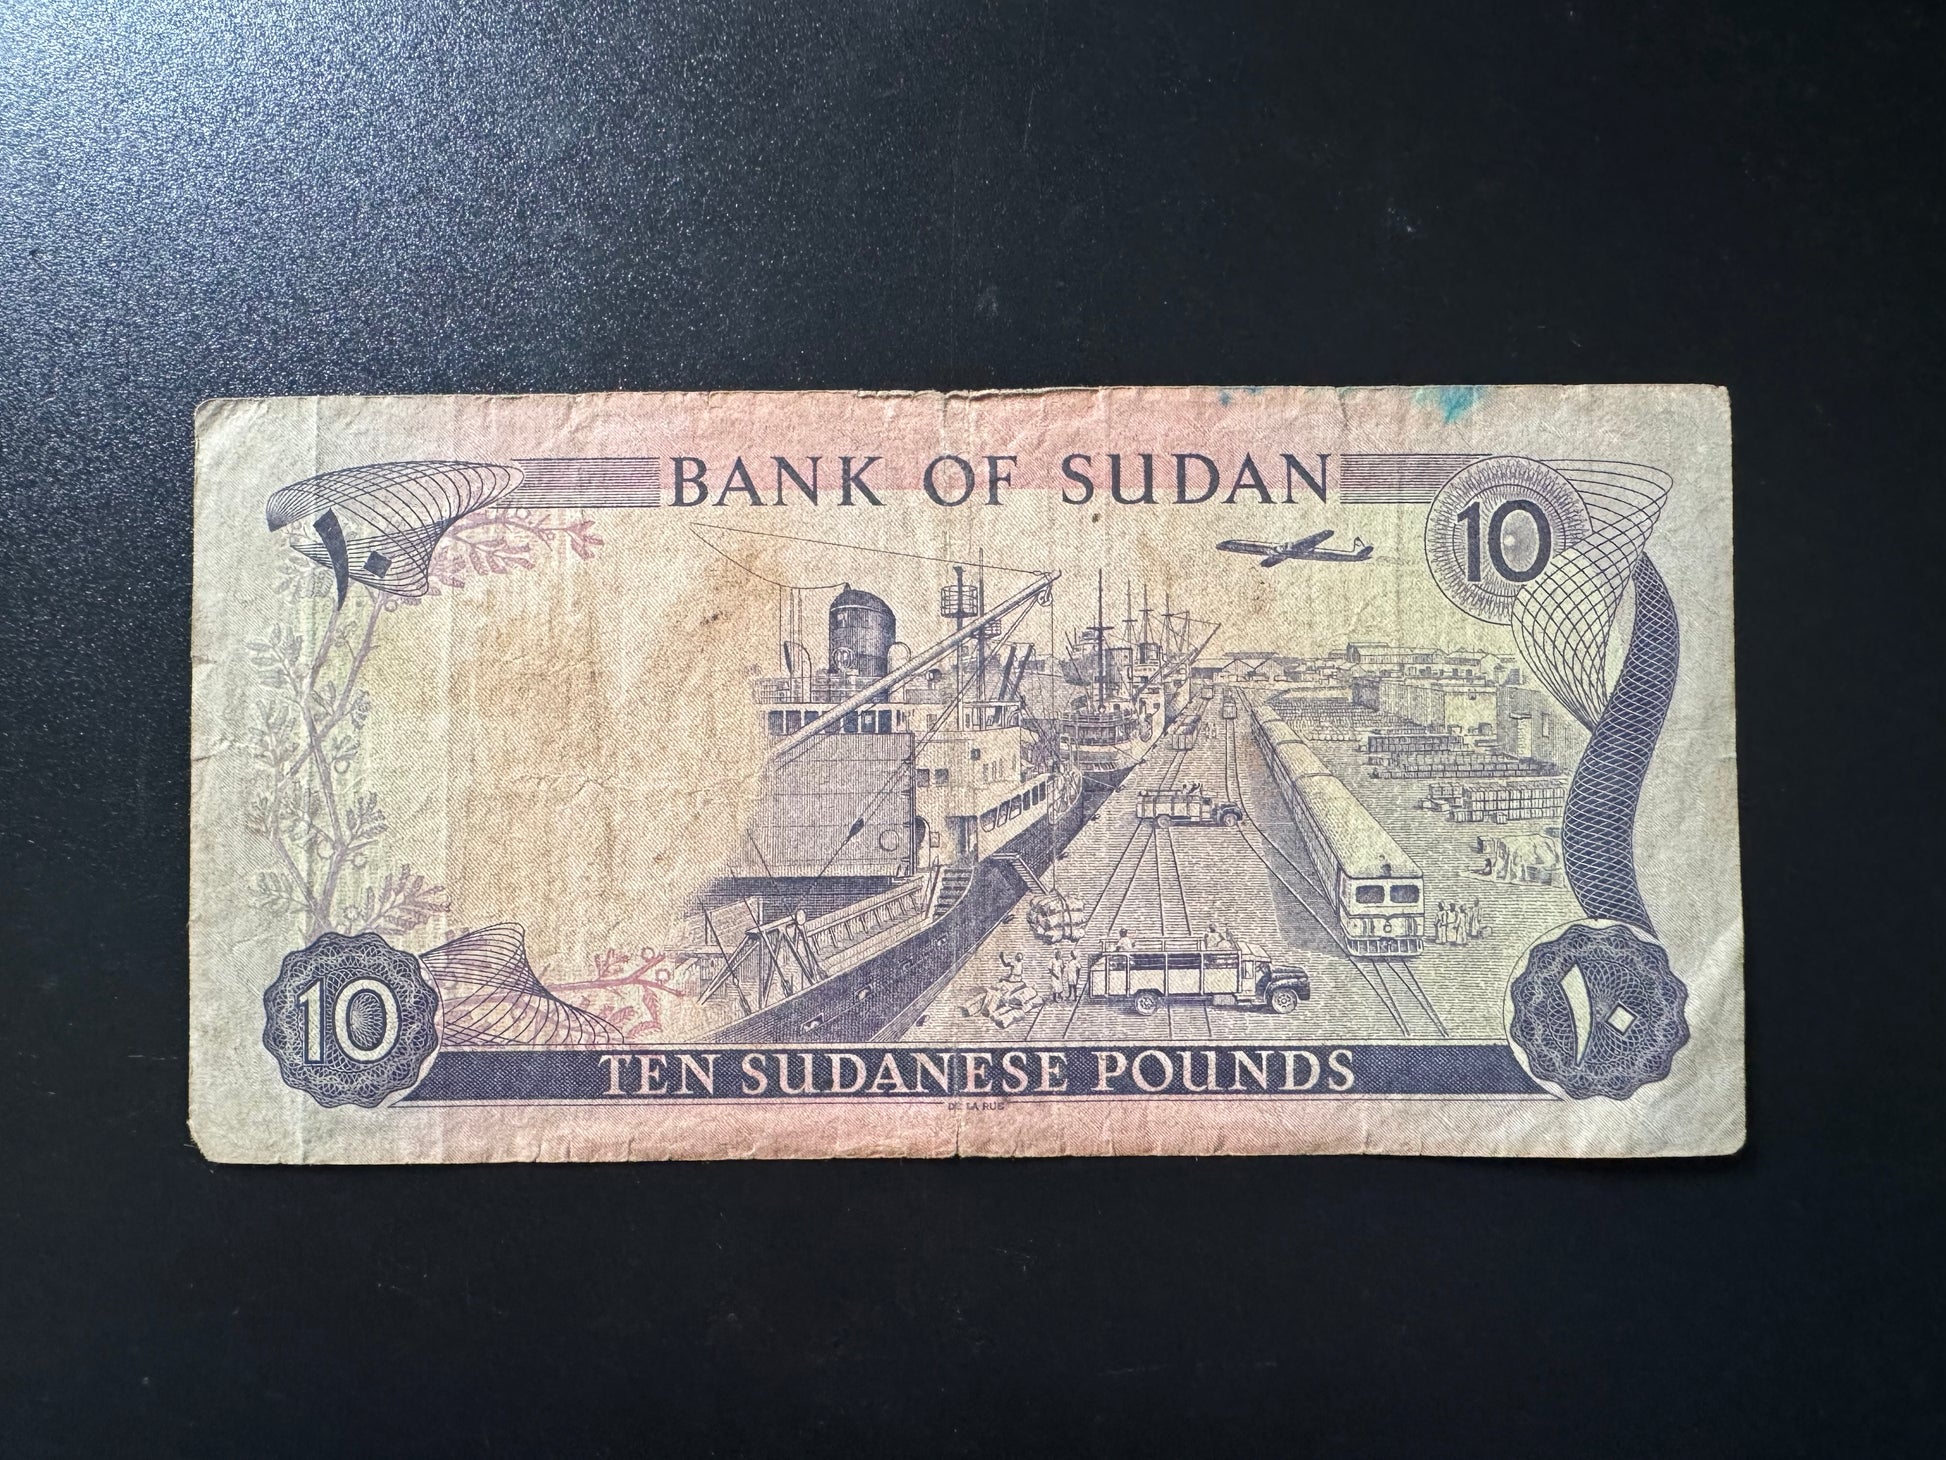 BANK OF SUDAN
١٠
10
10
TEN SUDANESE POUNDS
١٠
DE LA RUE